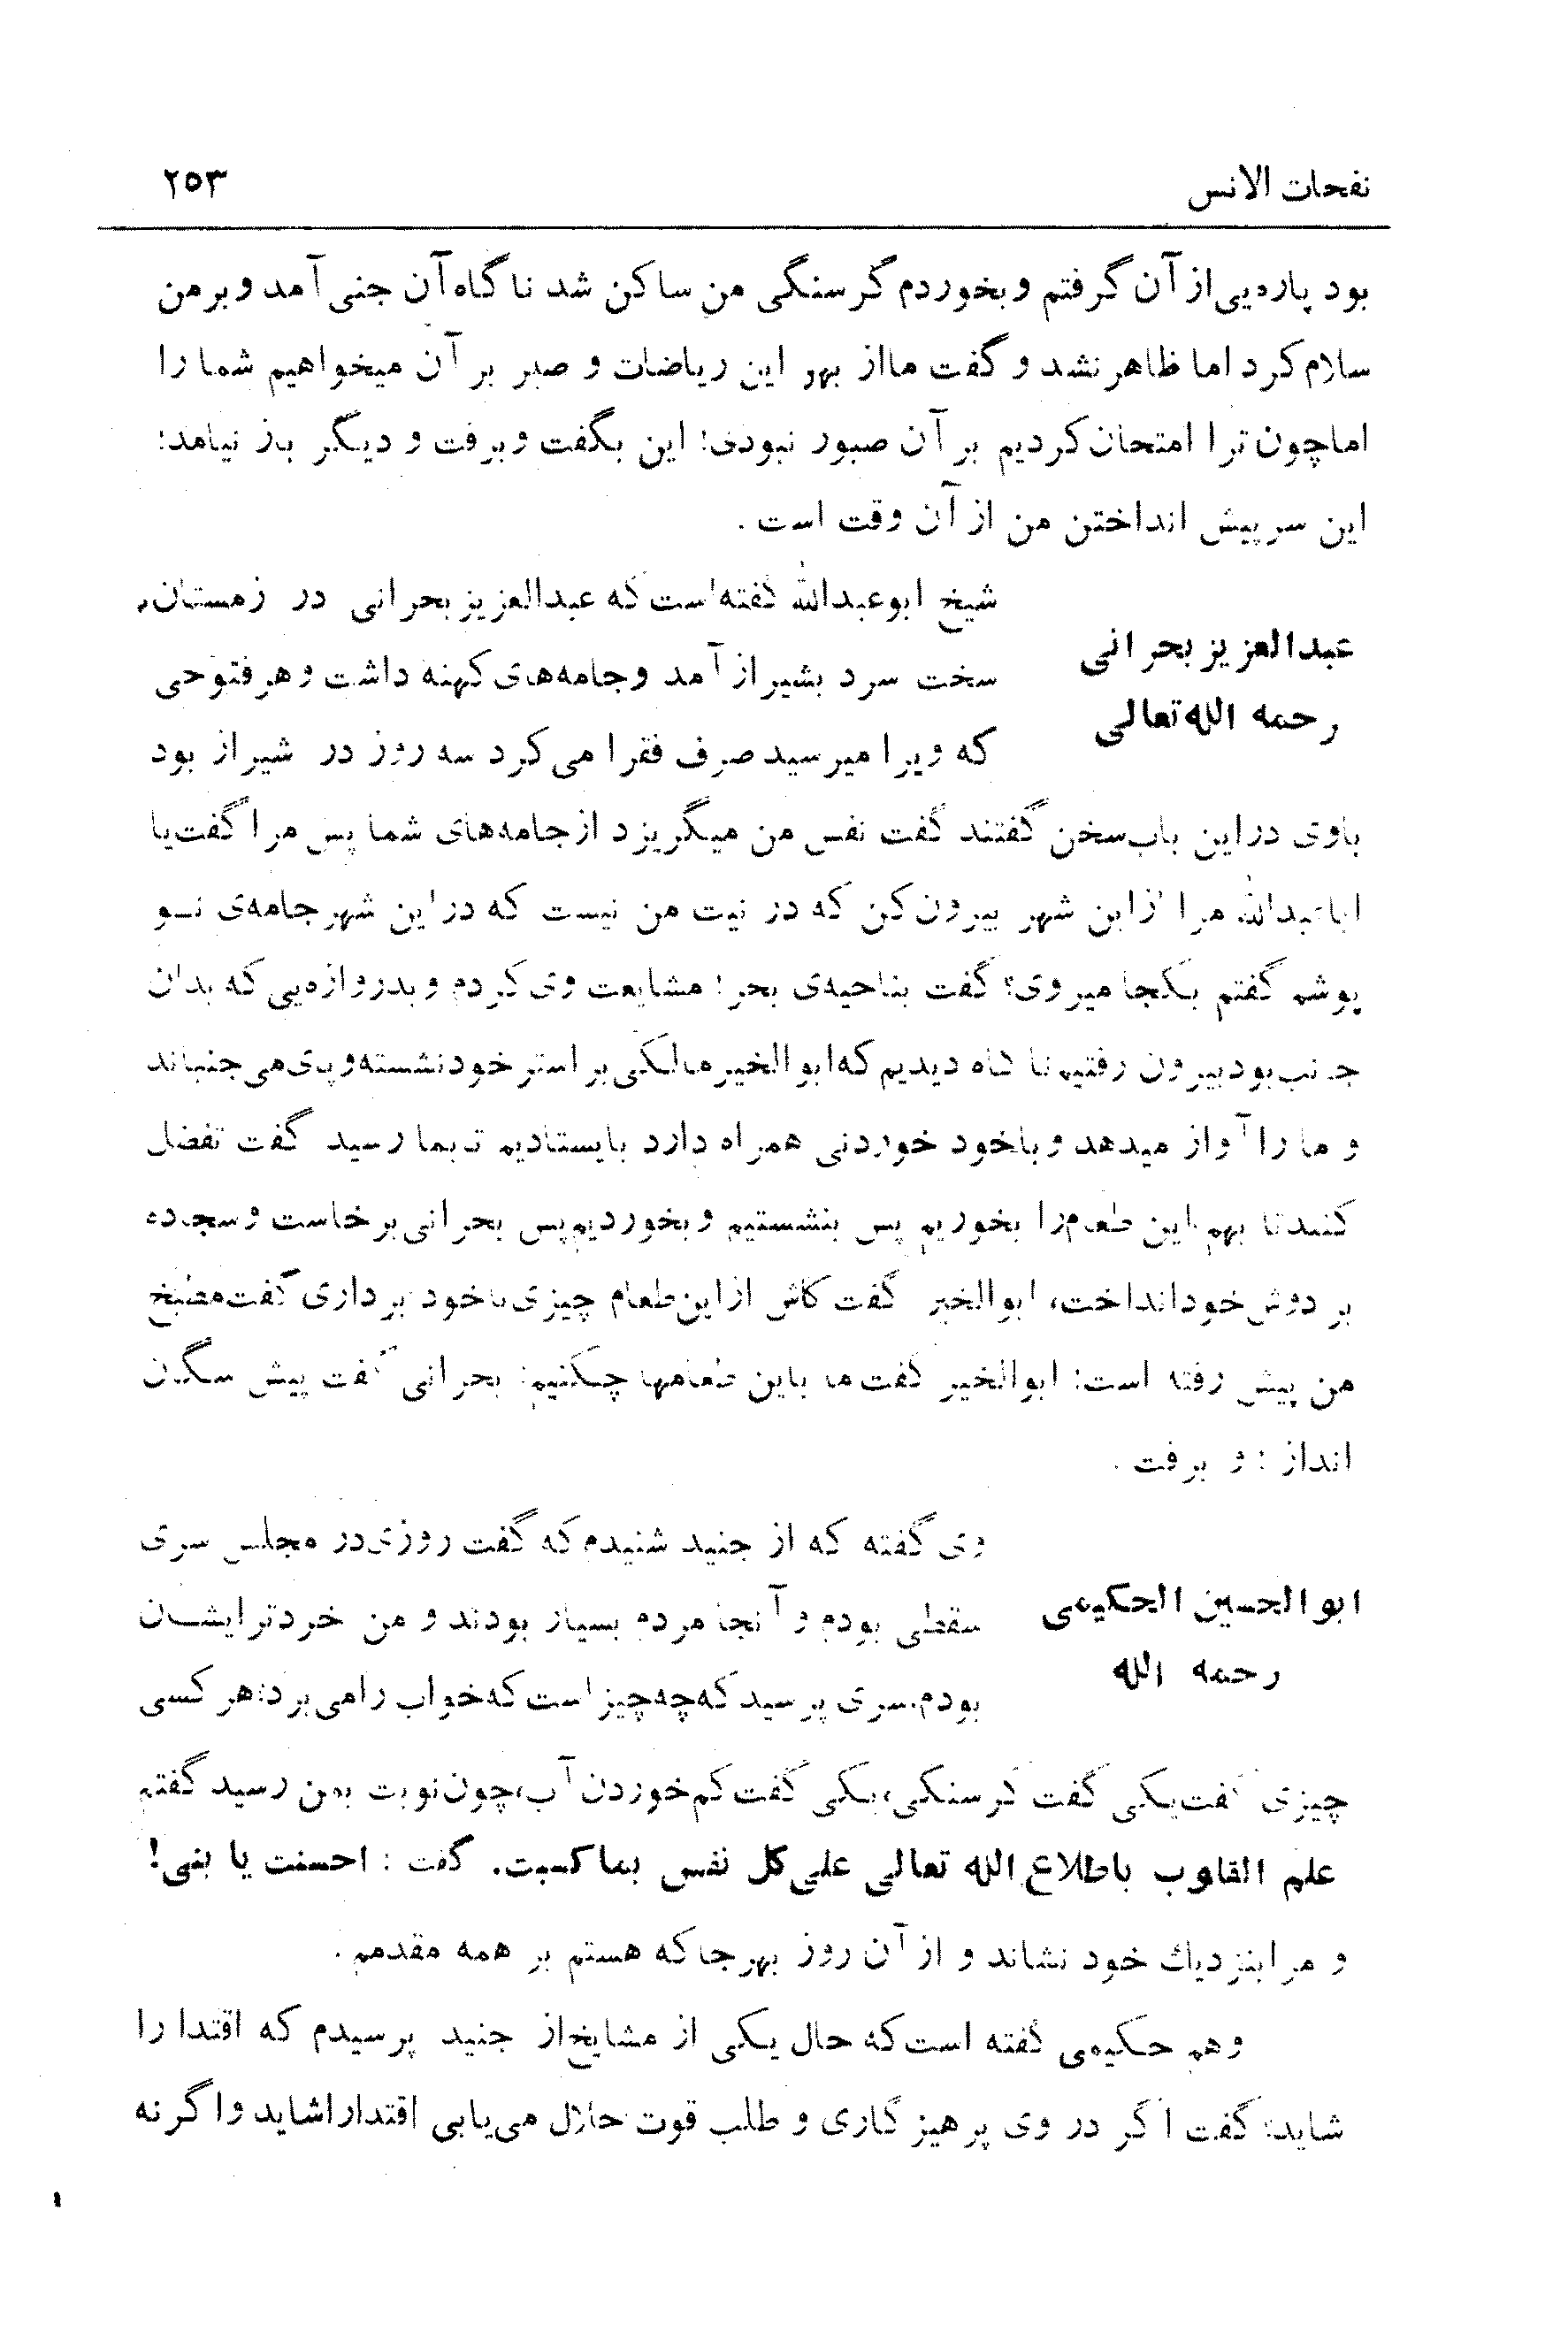 نفحات الانس ۲۵۳
بود پاره‌یی از آن گرفتم و بخوردم گرسنگی من ساکن شد ناگاه آن جنی آمد و بر من
سلام کرد اما ظاهر نشد و گفت ما از بهر این ریاضات و صبر بر آن میخواهیم شما را
اما چون ترا امتحان کردیم بر آن صبور نبودی؛ این بگفت و برفت و دیگر باز نیامد؛
این سر پیش انداختن من از آن وقت است .
عبدالعزیز بحرانی
رحمه الله تعالی
شیخ ابوعبدالله گفته است که عبدالعزیز بحرانی در زمستان
سخت سرد بشیراز آمد و جامه‌های کهنه داشت و هر فتوحی
که ویرا میرسید صرف فقرا می‌کرد سه روز در شیراز بود
باوی در این باب سخن گفتند گفت نفس من میگریزد از جامه‌های شما پس مرا گفت یا
اباعبدالله مرا از این شهر بیرون کن که در نیت من نیست که در این شهر جامه‌ی نو
پوشم گفتم بکجا میروی؟ گفت بناحیه‌ی بحر؛ مشایعت وی کردم و بدروازه‌یی که بدان
جانب بود بیرون رفتیم ناگاه دیدیم که ابوالخیر مالکی بر استر خود نشسته و پای می‌جنباند
و ما را آواز میدهد و باخود خوردنی همراه دارد بایستادیم تا بما رسید گفت تفضل
کنید تا بهم این طعام را بخوریم پس بنشستیم و بخوردیم پس بحرانی برخاست و سجاده
بر دوش خود انداخت، ابوالخیر گفت کاش از این طعام چیزی باخود برداری گفت مطبخ
من پیش رفته است؛ ابوالخیر گفت ما باین طعامها چکنیم؛ بحرانی گفت پیش سگان
انداز ؛ و برفت .
ابوالحسین الحکیمی
رحمه الله
وی گفته که از جنید شنیدم که گفت روزی در مجلس سری
سقطی بودم و آنجا مردم بسیار بودند و من خردتر ایشان
بودم، سری پرسید که چه چیز است که خواب را می‌برد؛ هر کسی
چیزی گفت یکی گفت گرسنگی، یکی گفت کم خوردن آب، چون نوبت بمن رسید گفتم
علم القلوب باطلاع الله تعالی علی کل نفس بما کسبت. گفت : احسنت یا بنی!
و مرا بنزدیك خود نشاند و از آن روز بهر جا که هستم بر همه مقدمم .
و هم حکیمی گفته است که حال یکی از مشایخ از جنید پرسیدم که اقتدا را
شاید؛ گفت اگر در وی پرهیز گاری و طلب قوت حلال می‌یابی اقتدا را شاید و اگر نه